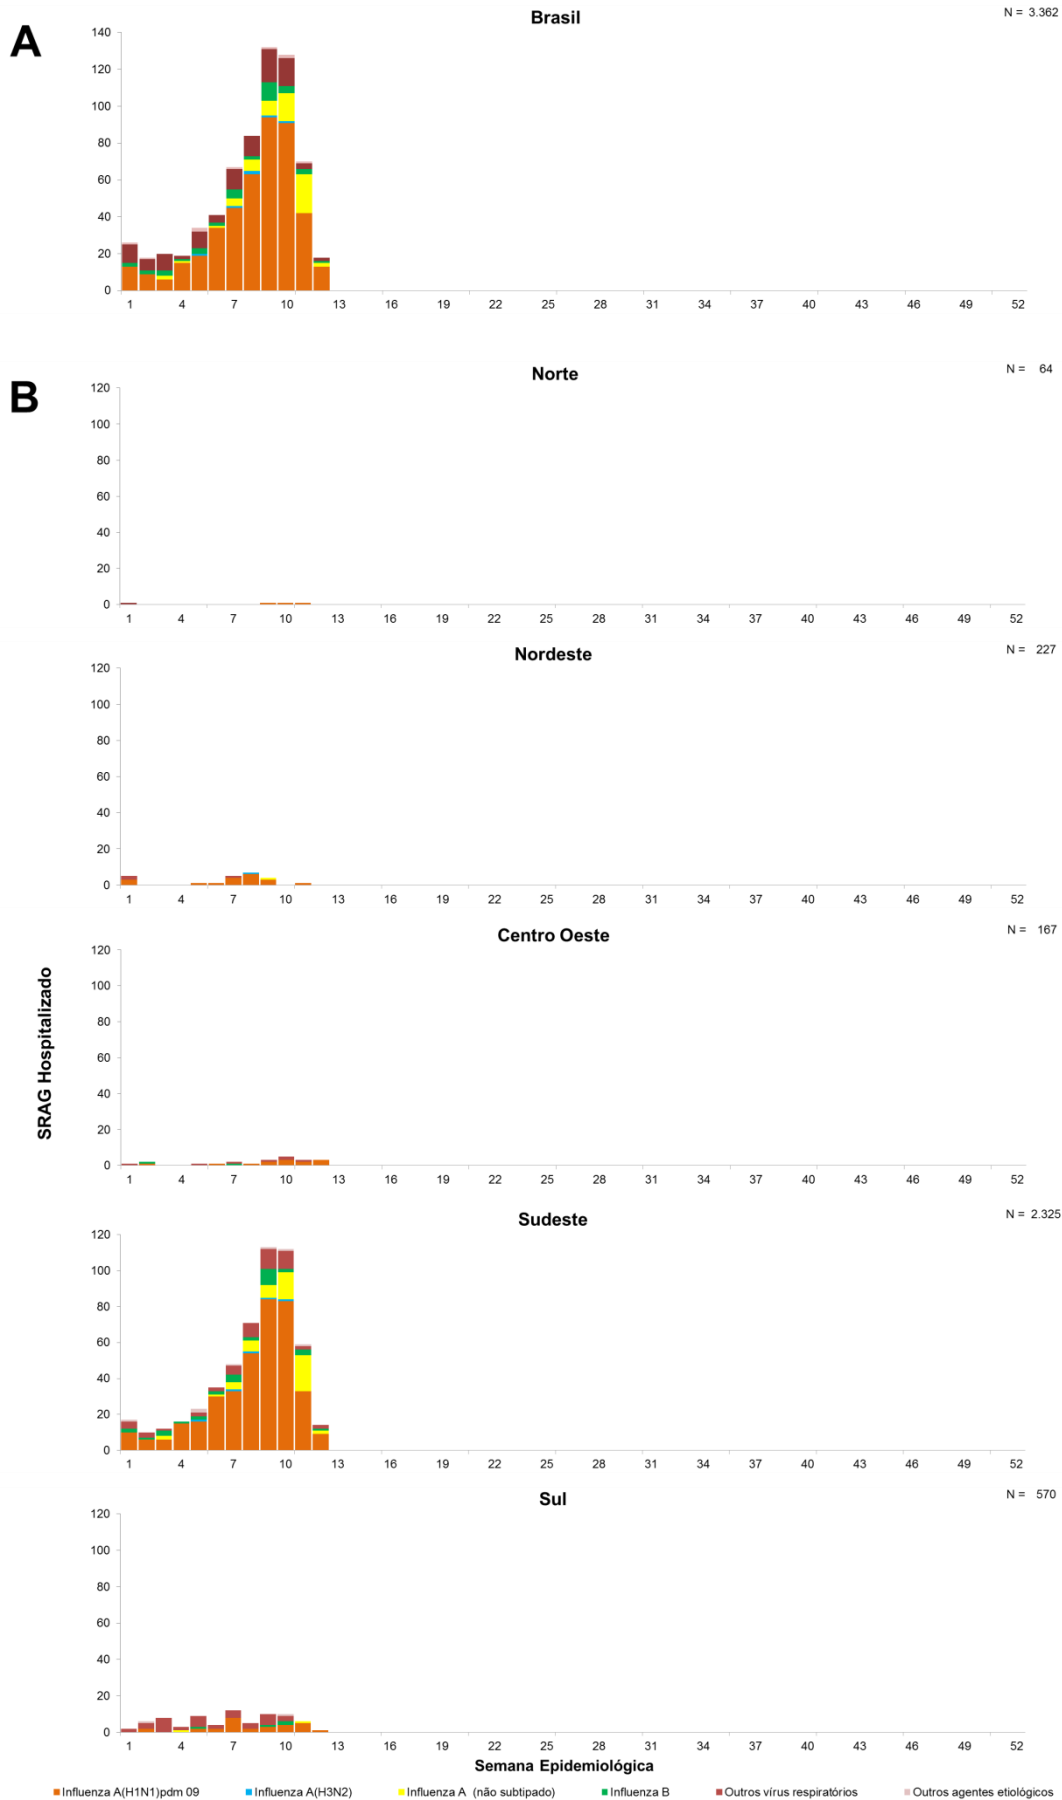 A
Brasil
N = 3.362
140
120
100
80
60
40
20
0
1 4 7 10 13 16 19 22 25 28 31 34 37 40 43 46 49 52
B
Norte
N = 64
120
100
80
60
40
20
0
1 4 7 10 13 16 19 22 25 28 31 34 37 40 43 46 49 52
Nordeste
N = 227
120
100
80
60
40
20
0
1 4 7 10 13 16 19 22 25 28 31 34 37 40 43 46 49 52
Centro Oeste
N = 167
SRAG Hospitalizado
120
100
80
60
40
20
0
1 4 7 10 13 16 19 22 25 28 31 34 37 40 43 46 49 52
Sudeste
N = 2.325
120
100
80
60
40
20
0
1 4 7 10 13 16 19 22 25 28 31 34 37 40 43 46 49 52
Sul
N = 570
120
100
80
60
40
20
0
1 4 7 10 13 16 19 22 25 28 31 34 37 40 43 46 49 52
Semana Epidemiológica
Influenza A(H1N1)pdm 09 Influenza A(H3N2) Influenza A (não subtipado) Influenza B Outros vírus respiratórios Outros agentes etiológicos